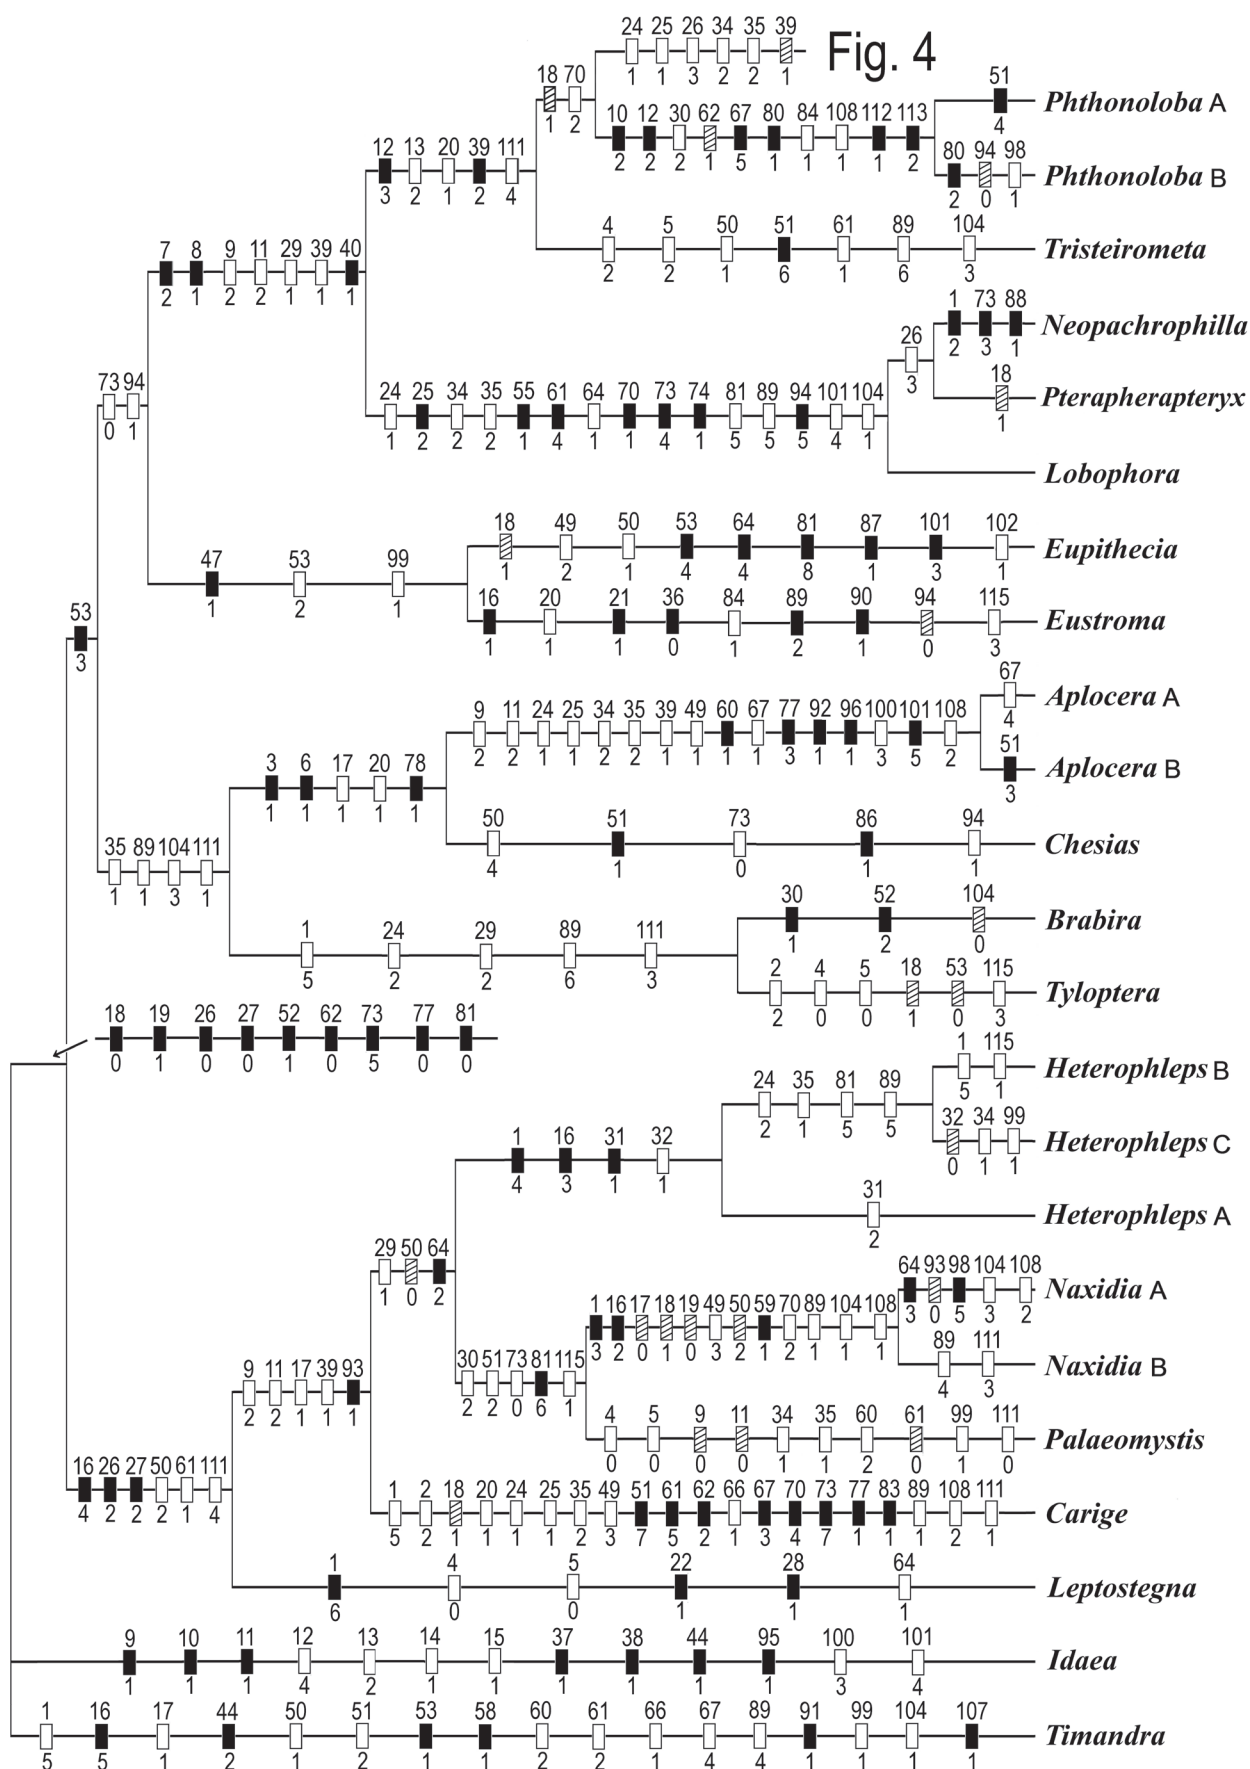 Fig. 4
24 25 26 34 35 39
1 1 3 2 2 1
18 70
1 2
51
Phthonoloba A
4
10 12 30 62 67 80 84 108 112 113
2 2 2 1 5 1 1 1 1 2
80 94 98
Phthonoloba B
2 0 1
12 13 20 39 111
3 2 1 2 4
4 5 50 51 61 89 104
Tristeirometa
2 2 1 6 1 6 3
7 8 9 11 29 39 40
2 1 2 2 1 1 1
1 73 88
Neopachrophilla
2 3 1
26
3
18
Pterapherapteryx
1
73 94
0 1
24 25 34 35 55 61 64 70 73 74 81 89 94 101 104
1 2 2 2 1 4 1 1 4 1 5 5 5 4 1
Lobophora
18 49 50 53 64 81 87 101 102
Eupithecia
1 2 1 4 4 8 1 3 1
47 53 99
1 2 1
16 20 21 36 84 89 90 94 115
Eustroma
1 1 1 0 1 2 1 0 3
53
3
67
Aplocera A
4
9 11 24 25 34 35 39 49 60 67 77 92 96 100 101 108
2 2 1 1 2 2 1 1 1 1 3 1 1 3 5 2
51
Aplocera B
3
3 6 17 20 78
1 1 1 1 1
50 51 73 86 94
Chesias
4 1 0 1 1
35 89 104 111
1 1 3 1
30 52 104
Brabira
1 2 0
1 24 29 89 111
5 2 2 6 3
2 4 5 18 53 115
Tyloptera
2 0 0 1 0 3
18 19 26 27 52 62 73 77 81
0 1 0 0 1 0 5 0 0
1 115
Heterophleps B
5 1
24 35 81 89
2 1 5 5
32 34 99
Heterophleps C
0 1 1
1 16 31 32
4 3 1 1
31
Heterophleps A
2
29 50 64
1 0 2
64 93 98 104 108
Naxidia A
3 0 5 3 2
1 16 17 18 19 49 50 59 70 89 104 108
3 2 0 1 0 3 2 1 2 1 1 1
89 111
Naxidia B
4 3
30 51 73 81 115
2 2 0 6 1
9 11 17 39 93
2 2 1 1 1
4 5 9 11 34 35 60 61 99 111
Palaeomystis
0 0 0 0 1 1 2 0 1 0
16 26 27 50 61 111
4 2 2 2 1 4
1 2 18 20 24 25 35 49 51 61 62 66 67 70 73 77 83 89 108 111
Carige
5 2 1 1 1 1 2 3 7 5 2 1 3 4 7 1 1 1 2 1
1 4 5 22 28 64
Leptostegna
6 0 0 1 1 1
9 10 11 12 13 14 15 37 38 44 95 100 101
Idaea
1 1 1 4 2 1 1 1 1 1 1 3 4
1 16 17 44 50 51 53 58 60 61 66 67 89 91 99 104 107
Timandra
5 5 1 2 1 2 1 1 2 2 1 4 4 1 1 1 1